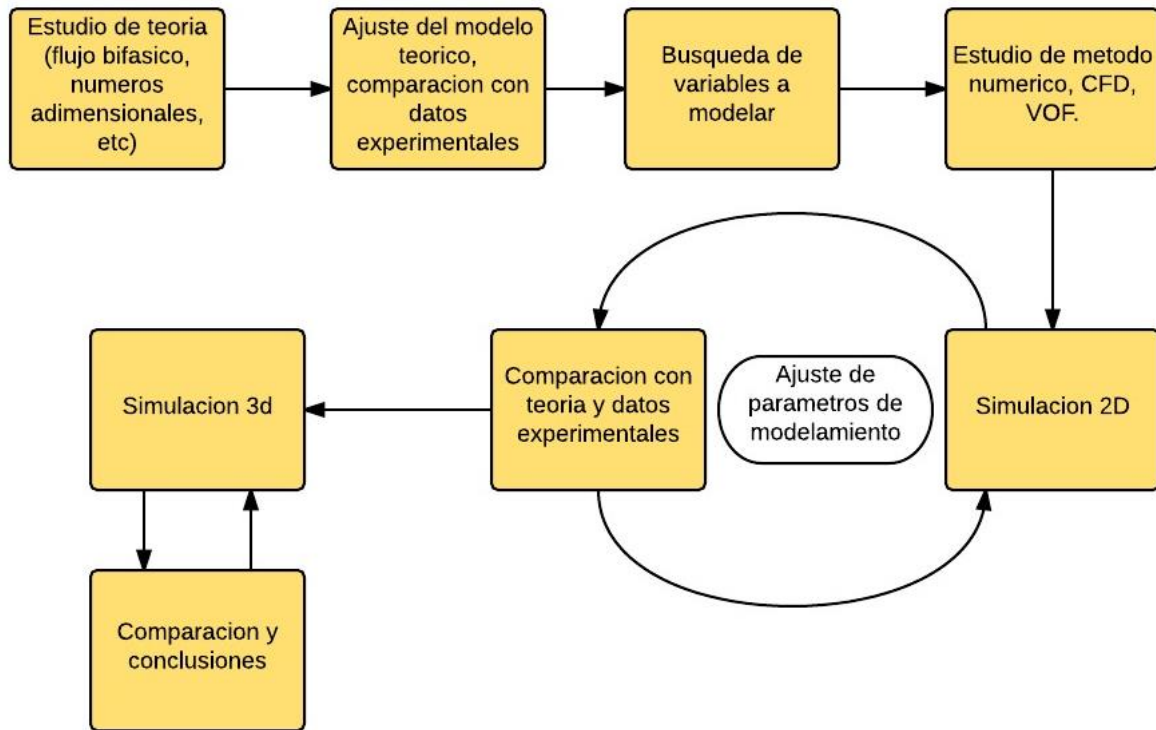 Estudio de teoria
(flujo bifasico,
numeros
adimensionales,
etc)
Ajuste del modelo
teorico,
comparacion con
datos
experimentales
Busqueda de
variables a
modelar
Estudio de metodo
numerico, CFD,
VOF.
Simulacion 3d
Comparacion con
teoria y datos
experimentales
Ajuste de
parametros de
modelamiento
Simulacion 2D
Comparacion y
conclusiones